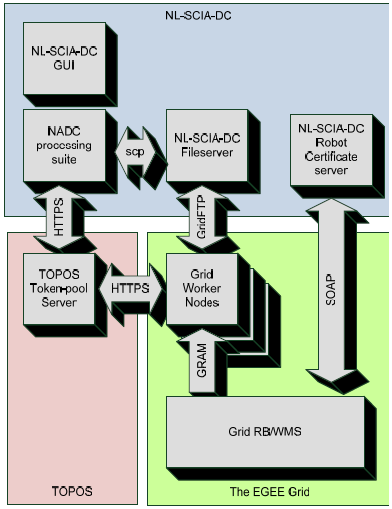 NL-SCIA-DC
NL-SCIA-DC
GUI
NADC
processing
suite
scp
NL-SCIA-DC
Fileserver
NL-SCIA-DC
Robot
Certificate
server
HTTPS
GridFTP
SOAP
TOPOS
Token-pool
Server
HTTPS
Grid
Worker
Nodes
GRAM
Grid RB/WMS
TOPOS
The EGEE Grid